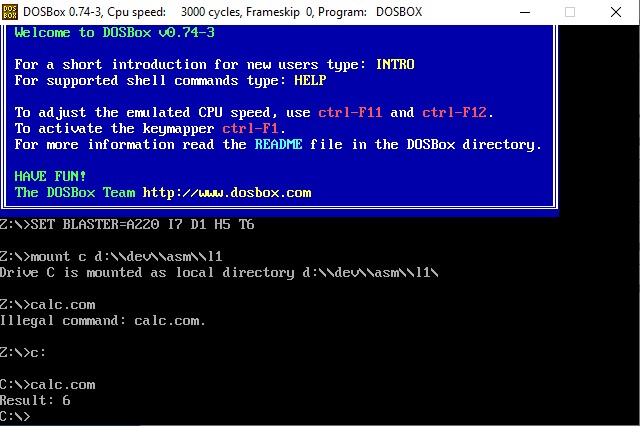 DOSBox 0.74-3, Cpu speed:    3000 cycles, Frameskip  0, Program:   DOSBOX
DOS
BOX
Welcome to DOSBox v0.74-3
For a short introduction for new users type: INTRO
For supported shell commands type: HELP
To adjust the emulated CPU speed, use ctrl-F11 and ctrl-F12.
To activate the keymapper ctrl-F1.
For more information read the README file in the DOSBox directory.
HAVE FUN!
The DOSBox Team http://www.dosbox.com
Z:\>SET BLASTER=A220 I7 D1 H5 T6
Z:\>mount c d:\\dev\\asm\\l1
Drive C is mounted as local directory d:\\dev\\asm\\l1\
Z:\>calc.com
Illegal command: calc.com.
Z:\>c:
C:\>calc.com
Result: 6
C:\>